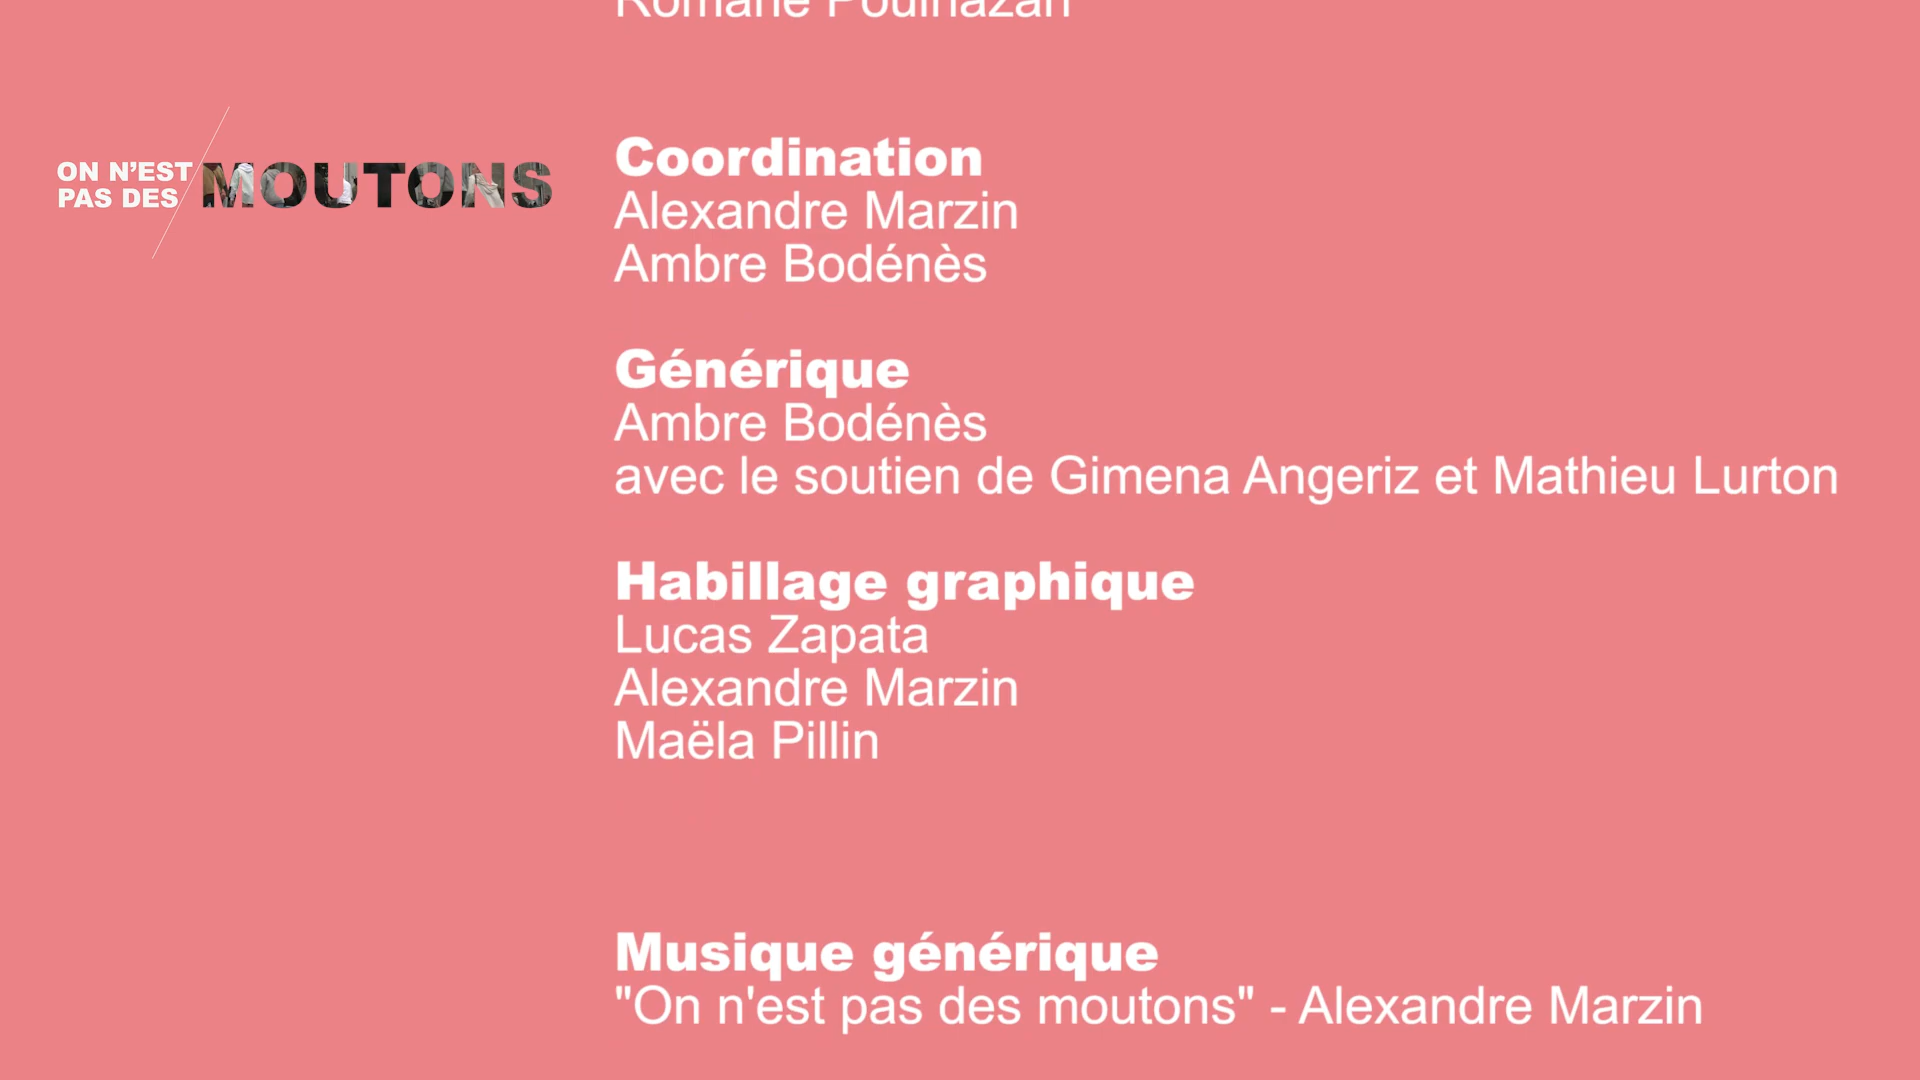 ON N'EST
PAS DES
MOUTONS
Coordination
Alexandre Marzin
Ambre Bodénès
Générique
Ambre Bodénès
avec le soutien de Gimena Angeriz et Mathieu Lurton
Habillage graphique
Lucas Zapata
Alexandre Marzin
Maëla Pillin
Musique générique
"On n'est pas des moutons" - Alexandre Marzin